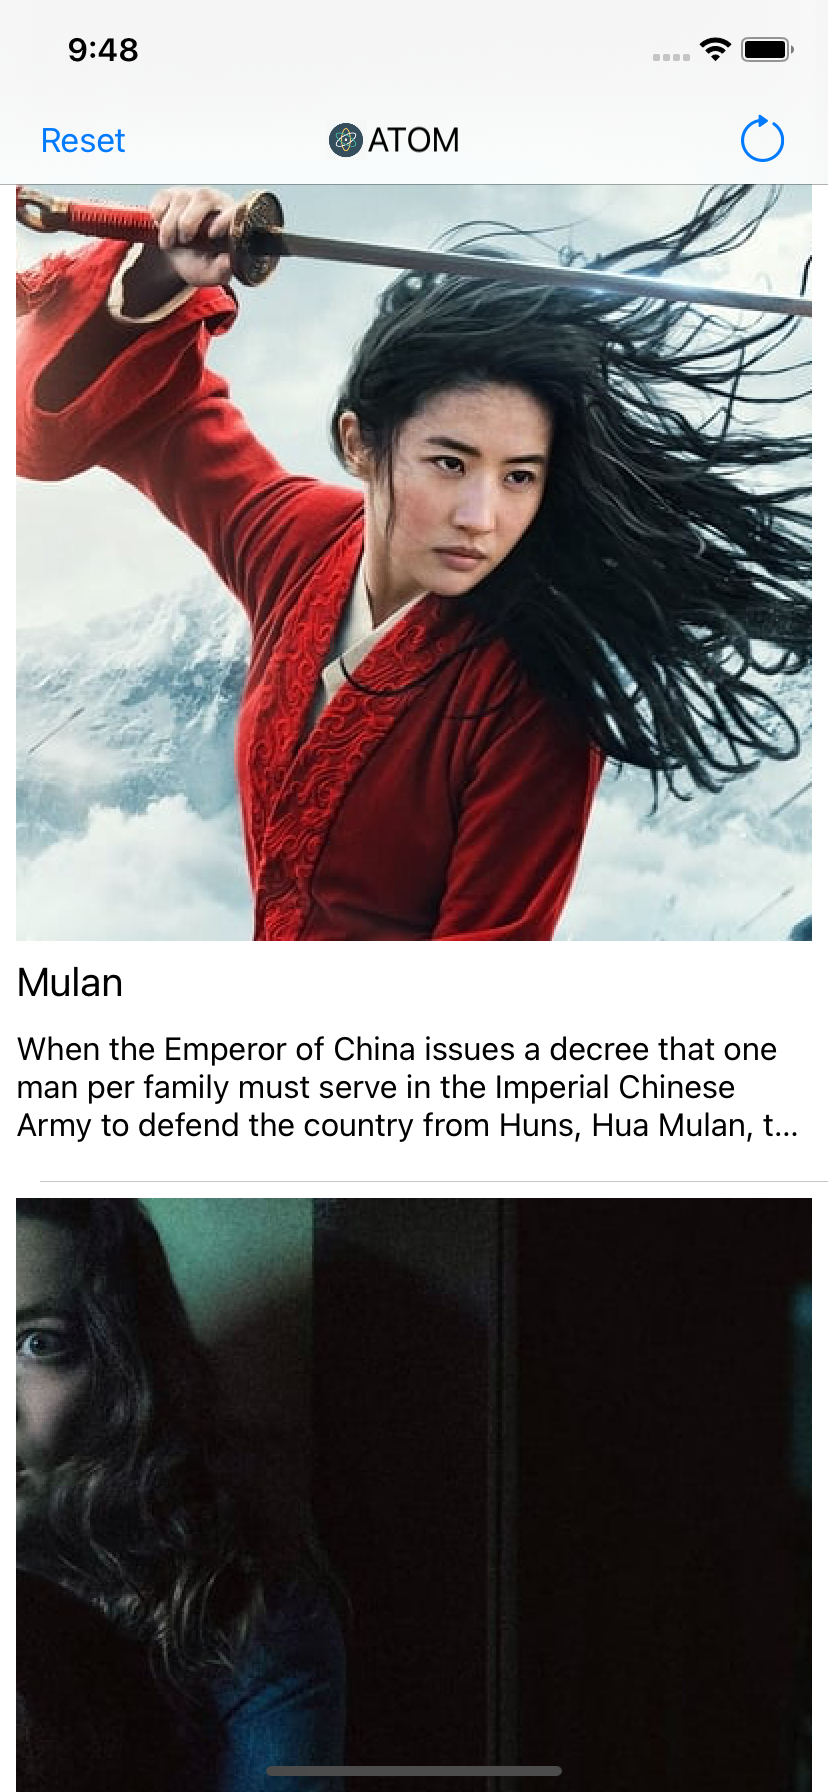 9:48
Reset
ATOM
Mulan
When the Emperor of China issues a decree that one
man per family must serve in the Imperial Chinese
Army to defend the country from Huns, Hua Mulan, t...